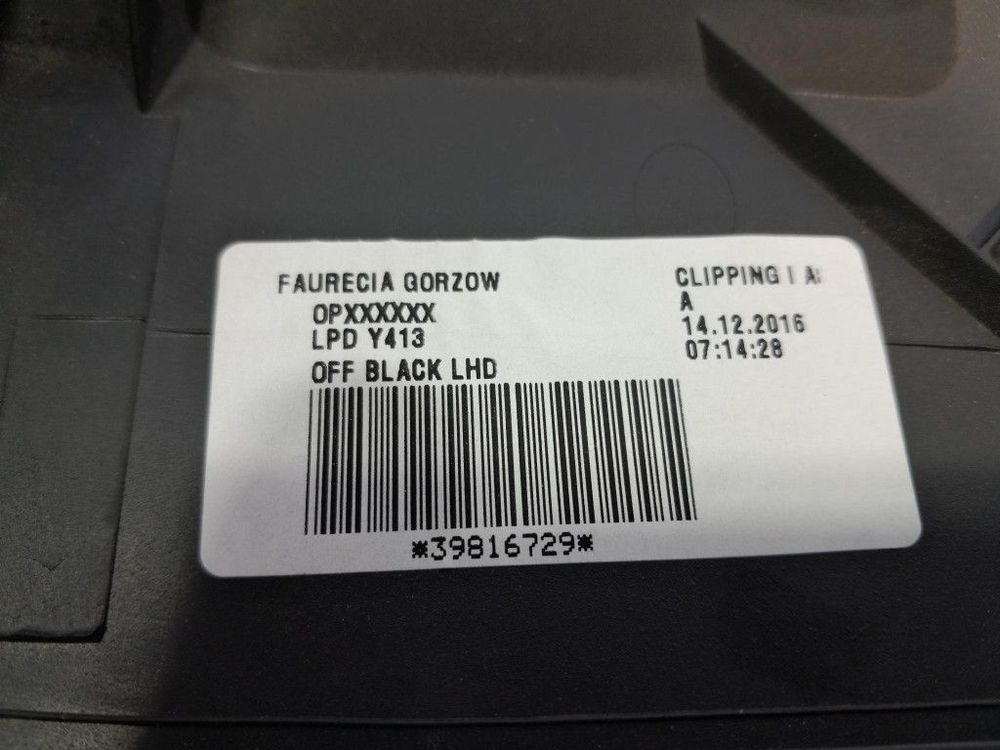 FAURECIA GORZOW
OPXXXXXX
LPD Y413
OFF BLACK LHD
CLIPPING
A
14.12.2016
07:14:28
*39816729*